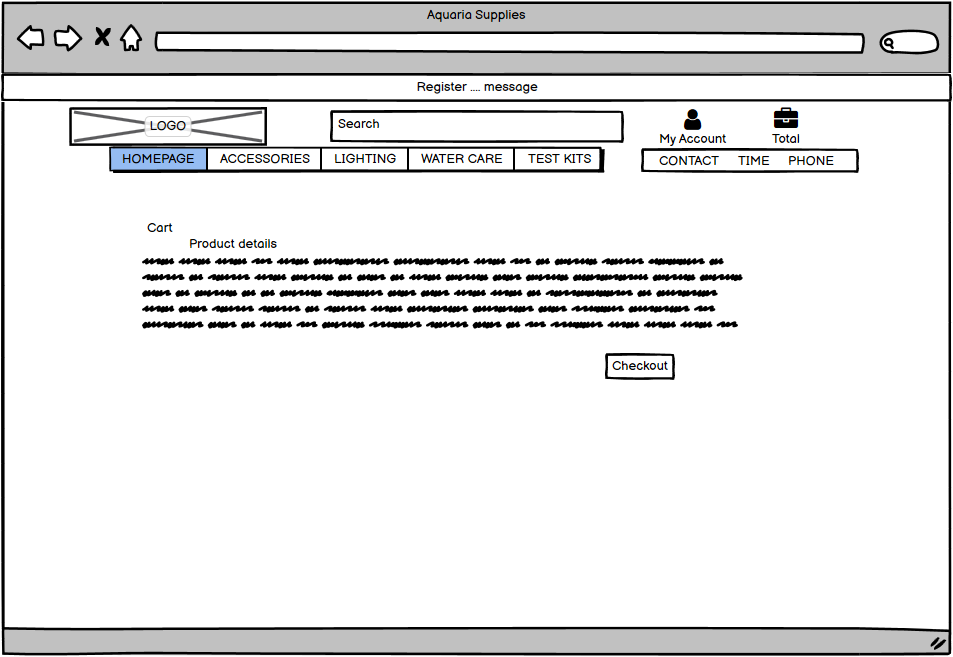 Aquaria Supplies
Register .... message
LOGO
Search
My Account
Total
HOMEPAGE ACCESSORIES LIGHTING WATER CARE TEST KITS
CONTACT TIME PHONE
Cart
Product details
Checkout